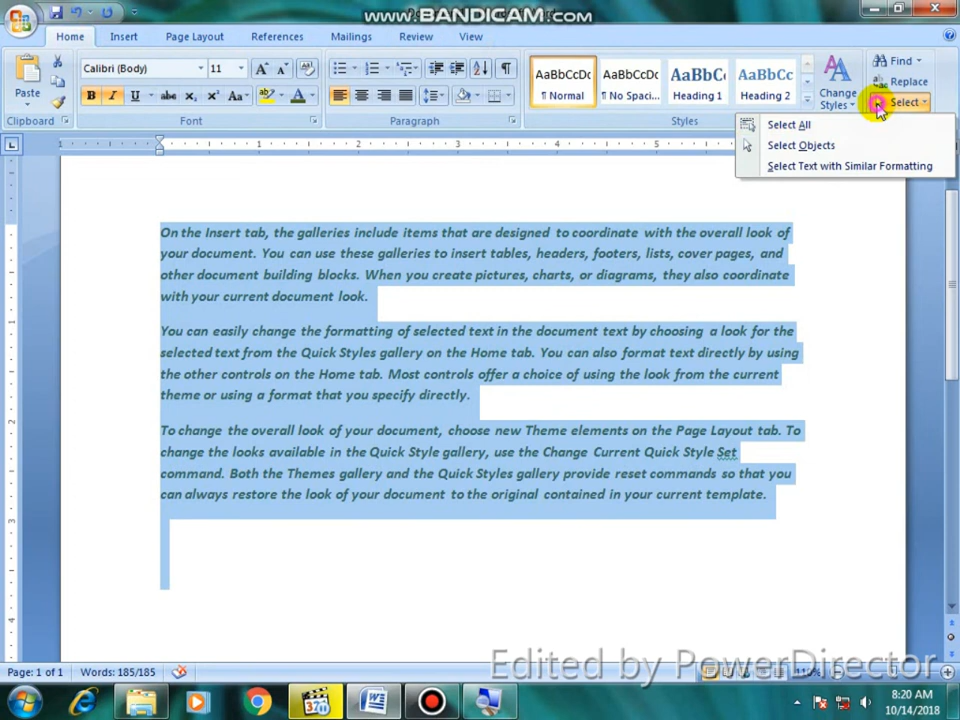 www.BANDICAM.com
Home Insert Page Layout References Mailings Review View
Paste
Clipboard
Calibri (Body) 11
B I U abc X₂ X² Aa
Font
Paragraph
AaBbCcDc AaBbCcDc AaBbC AaBbCc
¶ Normal ¶ No Spaci... Heading 1 Heading 2
Change Styles
Styles
Find
Replace
Select
Select All
Select Objects
Select Text with Similar Formatting
On the Insert tab, the galleries include items that are designed to coordinate with the overall look of
your document. You can use these galleries to insert tables, headers, footers, lists, cover pages, and
other document building blocks. When you create pictures, charts, or diagrams, they also coordinate
with your current document look.
You can easily change the formatting of selected text in the document text by choosing a look for the
selected text from the Quick Styles gallery on the Home tab. You can also format text directly by using
the other controls on the Home tab. Most controls offer a choice of using the look from the current
theme or using a format that you specify directly.
To change the overall look of your document, choose new Theme elements on the Page Layout tab. To
change the looks available in the Quick Style gallery, use the Change Current Quick Style Set
command. Both the Themes gallery and the Quick Styles gallery provide reset commands so that you
can always restore the look of your document to the original contained in your current template.
Page: 1 of 1 Words: 185/185
Edited by PowerDirector
8:20 AM
10/14/2018